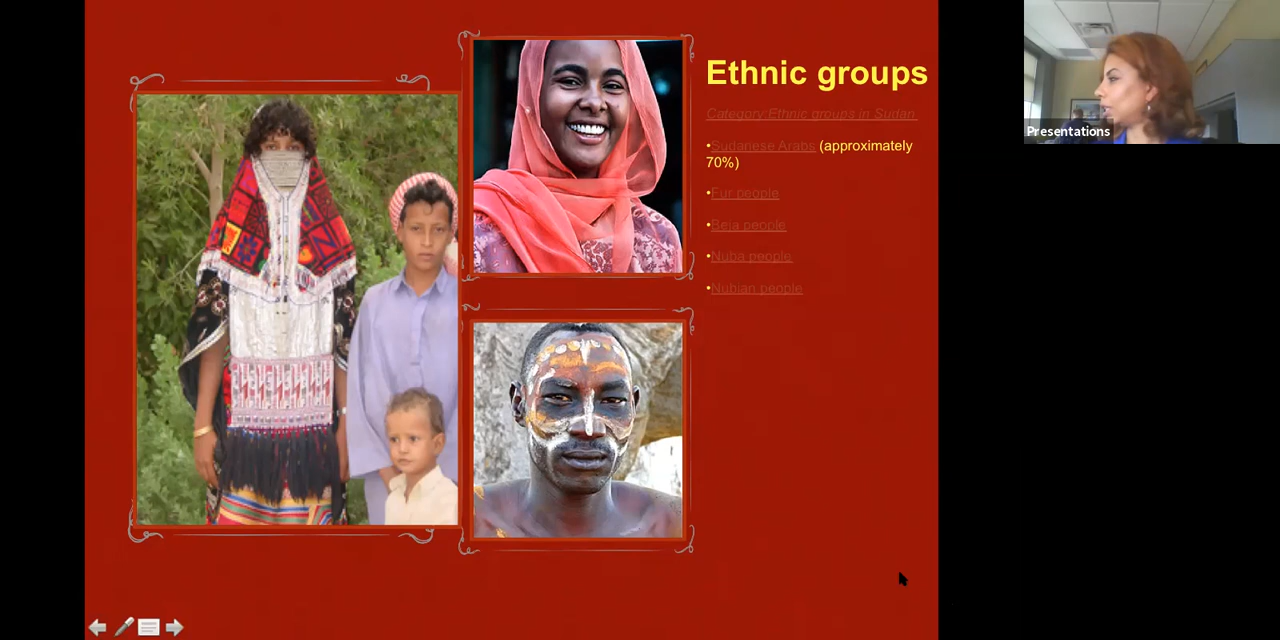 Ethnic groups
Category:Ethnic groups in Sudan
•Sudanese Arabs (approximately
70%)
•Fur people
•Beja people
•Nuba people
•Nubian people
Presentations